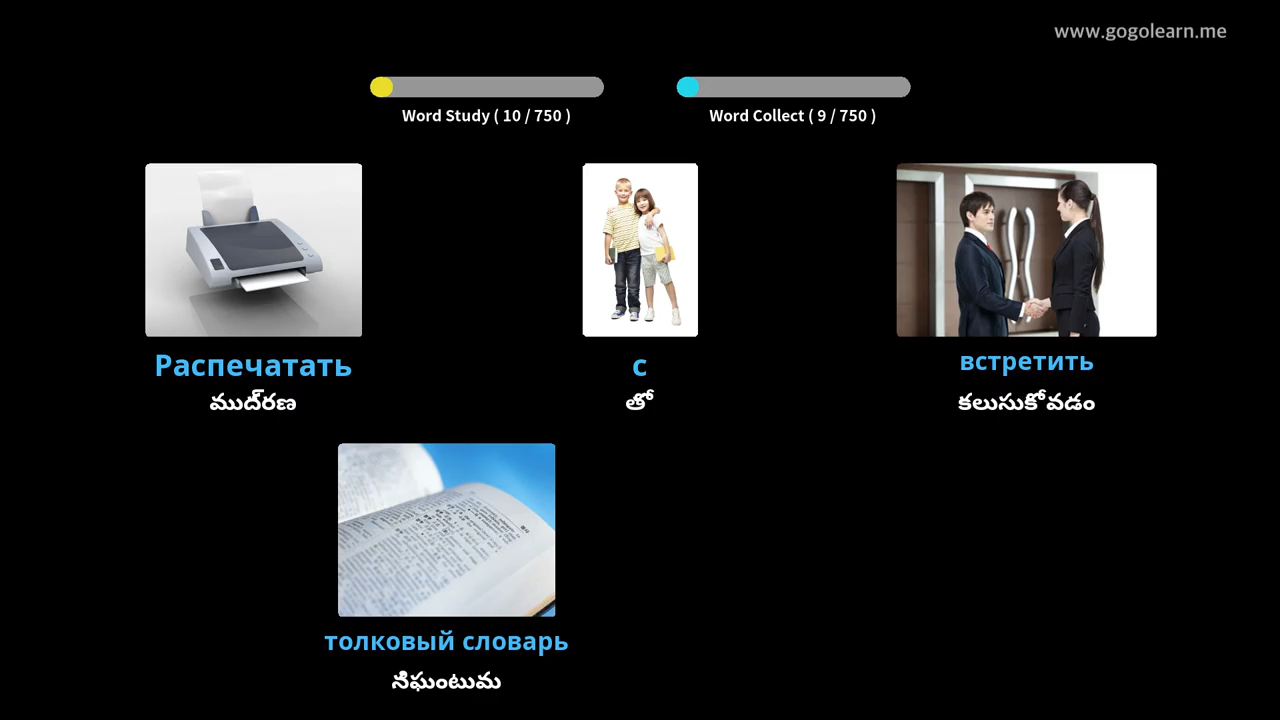 www.gogolearn.me
Word Study ( 10 / 750 )
Word Collect ( 9 / 750 )
Распечатать
ముద్రణ
с
తో
встретить
కలుసుకోవడం
толковый словарь
నిఘంటుమ